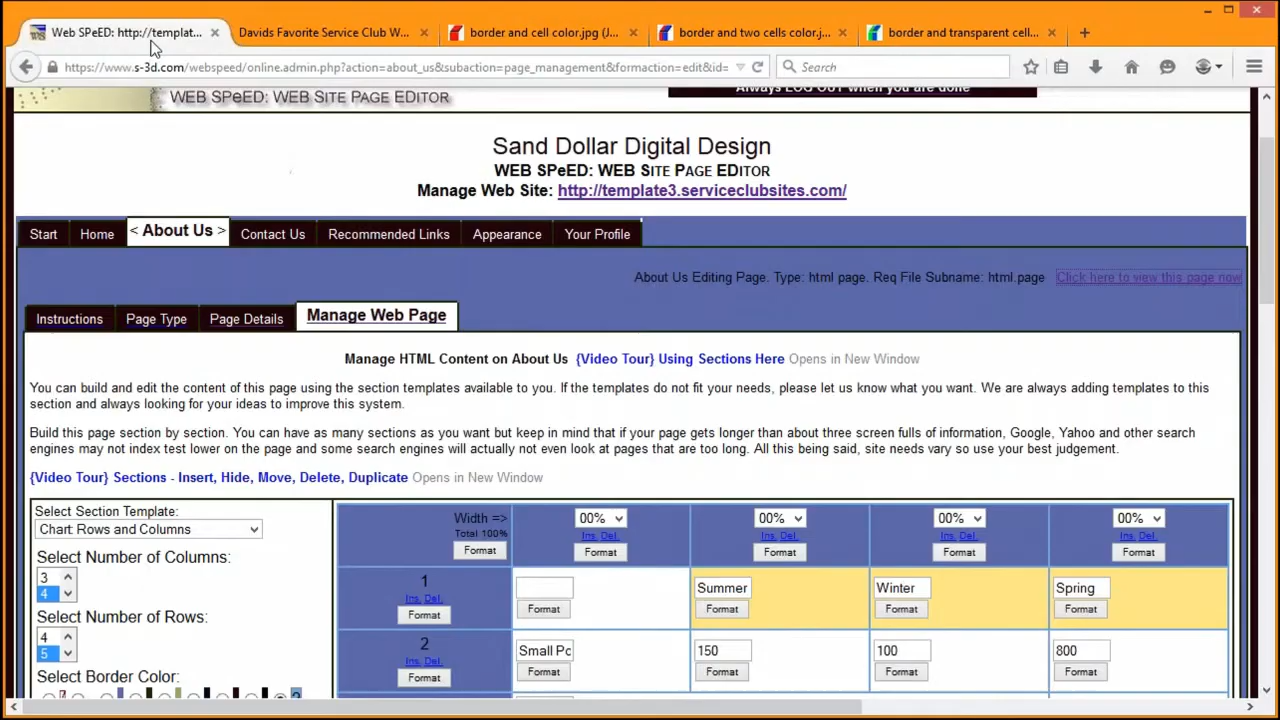 Web SPeED: http://templat...
Davids Favorite Service Club W...
border and cell color.jpg (J...
border and two cells color.j...
border and transparent cell...
https://www.s-3d.com/webspeed/online.admin.php?action=about_us&subaction=page_management&formaction=edit&id=
Search
WEB SPeED: WEB SITE PAGE EDITOR
Always LOG OUT when you are done
Sand Dollar Digital Design
WEB SPeED: WEB SITE PAGE EDITOR
Manage Web Site: http://template3.serviceclubsites.com/
Start Home < About Us > Contact Us Recommended Links Appearance Your Profile
About Us Editing Page. Type: html page. Req File Subname: html.page Click here to view this page now
Instructions Page Type Page Details Manage Web Page
Manage HTML Content on About Us {Video Tour} Using Sections Here Opens in New Window
You can build and edit the content of this page using the section templates available to you. If the templates do not fit your needs, please let us know what you want. We are always adding templates to this
section and always looking for your ideas to improve this system.
Build this page section by section. You can have as many sections as you want but keep in mind that if your page gets longer than about three screen fulls of information, Google, Yahoo and other search
engines may not index test lower on the page and some search engines will actually not even look at pages that are too long. All this being said, site needs vary so use your best judgement.
{Video Tour} Sections - Insert, Hide, Move, Delete, Duplicate Opens in New Window
Select Section Template:
Chart: Rows and Columns
Select Number of Columns:
3
4
Select Number of Rows:
4
5
Select Border Color:
Width => 00% 00% 00% 00%
Total 100% Ins. Del. Ins. Del. Ins. Del. Ins. Del.
Format Format Format Format Format
1 Summer Winter Spring
Ins. Del.
Format Format Format Format Format
2 Small Po 150 100 800
Ins. Del.
Format Format Format Format Format